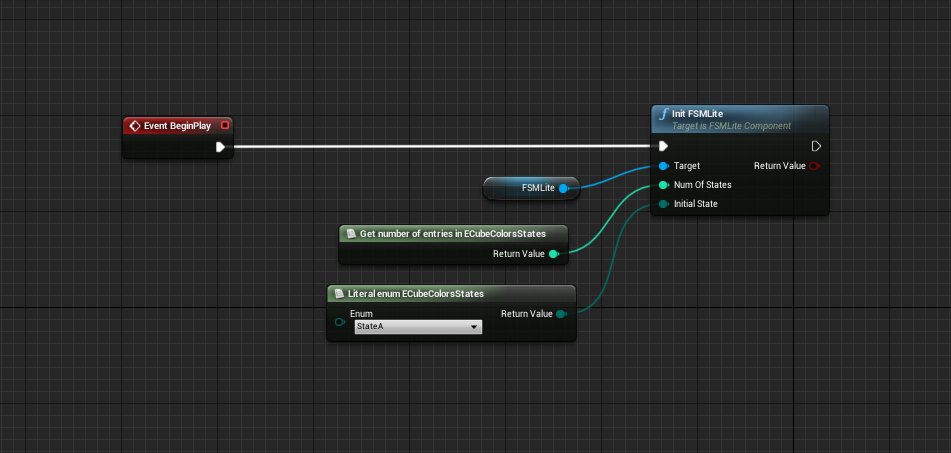 Event BeginPlay
Init FSMLite
Target is FSMLite Component
Target
Return Value
FSMLite
Num Of States
Initial State
Get number of entries in ECubeColorsStates
Return Value
Literal enum ECubeColorsStates
Enum
Return Value
StateA